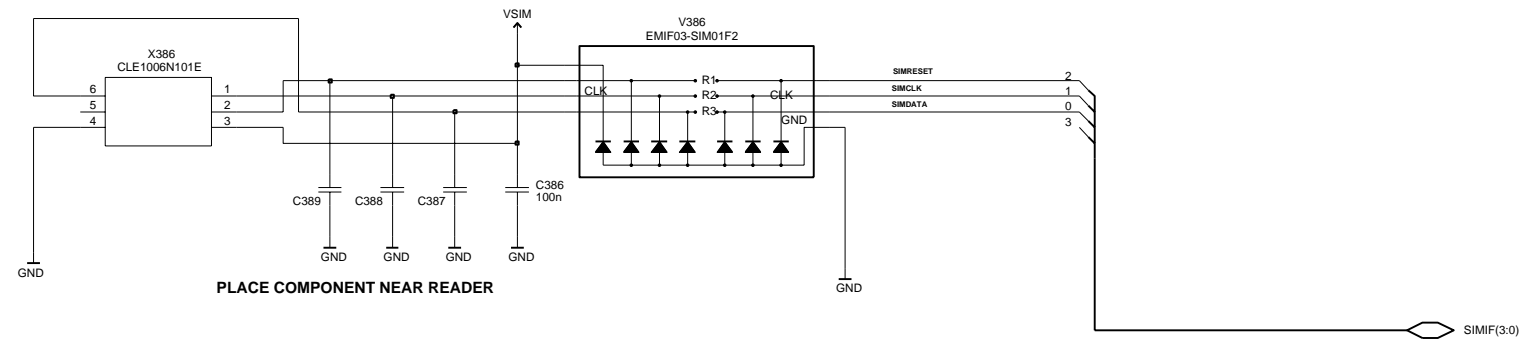 VSIM
V386
EMIF03-SIM01F2
X386
CLE1006N101E
6
5
4
1
2
3
CLK
R1
R2
R3
CLK
GND
SIMRESET
SIMCLK
SIMDATA
2
1
0
3
C389
C388
C387
C386
100n
GND
GND
GND
GND
GND
GND
PLACE COMPONENT NEAR READER
SIMIF(3:0)